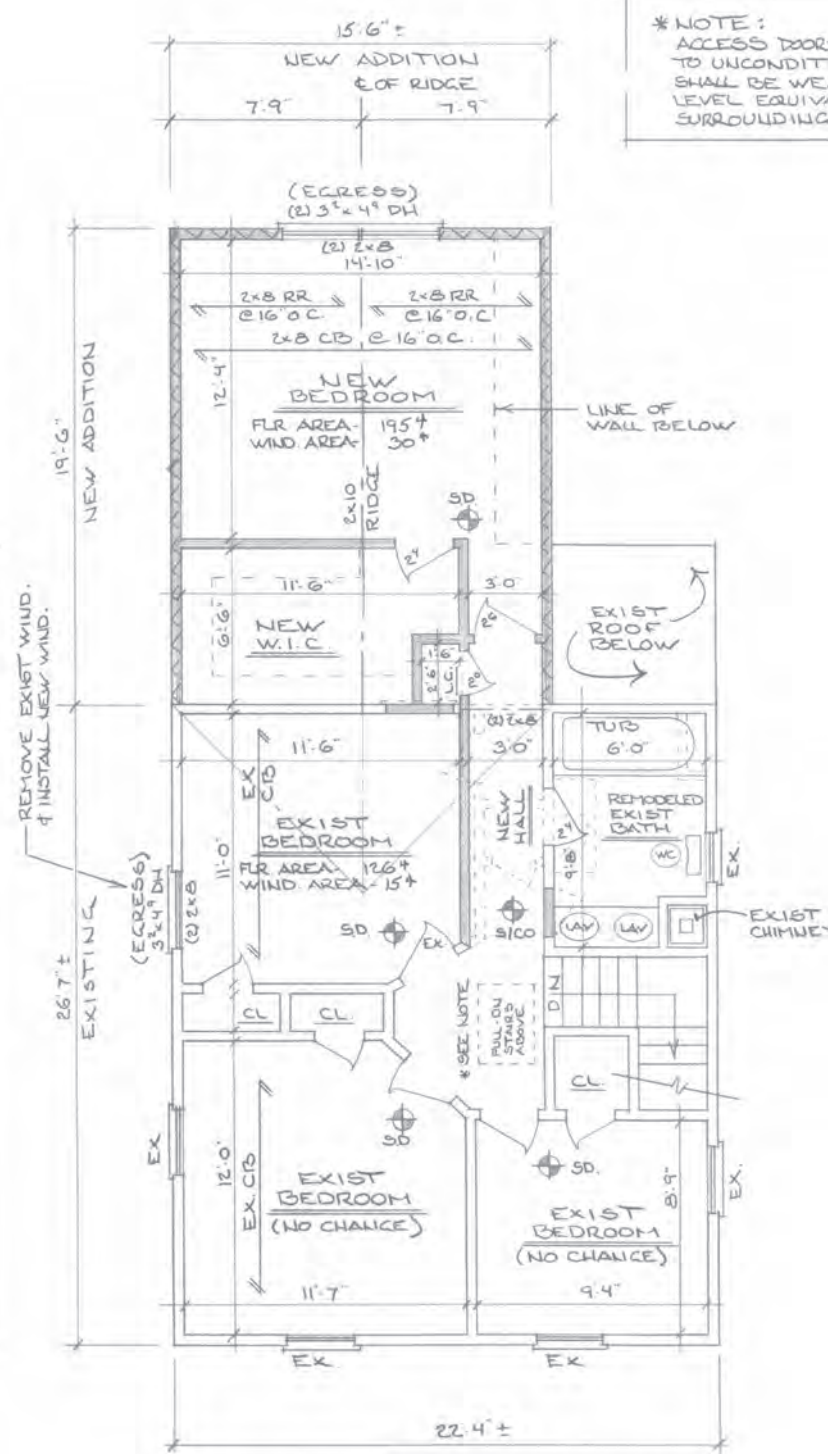 15'·6" ±
NEW ADDITION
℄ OF RIDGE
7'·9" 7'·9"
* NOTE:
ACCESS DOOR
TO UNCONDIT
SHALL BE WE
LEVEL EQUIVA
SURROUNDING
(EGRESS)
(2) 3² x 4⁹ DH
(2) 2x8
14'·10"
2x8 RR
@ 16" O.C.
2x8 RR
@ 16" O.C.
2x8 CB @ 16" O.C.
NEW
BEDROOM
FLR AREA- 195 ⌗
WIND. AREA- 30 ⌗
12'·4"
2x10
RIDGE
LINE OF
WALL BELOW
19'·6"
NEW ADDITION
S.D.
2⁴
11'·6"
3'·0"
6'·6"
NEW
W.I.C.
2⁶
1'·6"
2'·6"
L.C.
2⁰
EXIST
ROOF
BELOW
REMOVE EXIST WIND.
& INSTALL NEW WIND.
(2) 2x8
11'·6"
3'·0"
TUB
6'·0"
EX
CB
EXIST
BEDROOM
FLR AREA- 126 ⌗
WIND. AREA- 15 ⌗
11'·0"
NEW
HALL
2⁴
REMODELED
EXIST
BATH
WC
9'·8"
EX.
(EGRESS)
3² x 4⁹ DH
(2) 2x8
S.D.
EX
S/CO
LAV LAV
EXIST
CHIMNEY
26'·7" ±
EXISTING
CL CL.
* SEE NOTE
PULL-DN
STAIRS
ABOVE
DN
CL.
EX
S.D.
12'·0"
EX. CB
EXIST
BEDROOM
(NO CHANGE)
S.D.
8'·9"
EX.
EXIST
BEDROOM
(NO CHANGE)
11'·7"
9'·4"
EX
EX
22'·4" ±